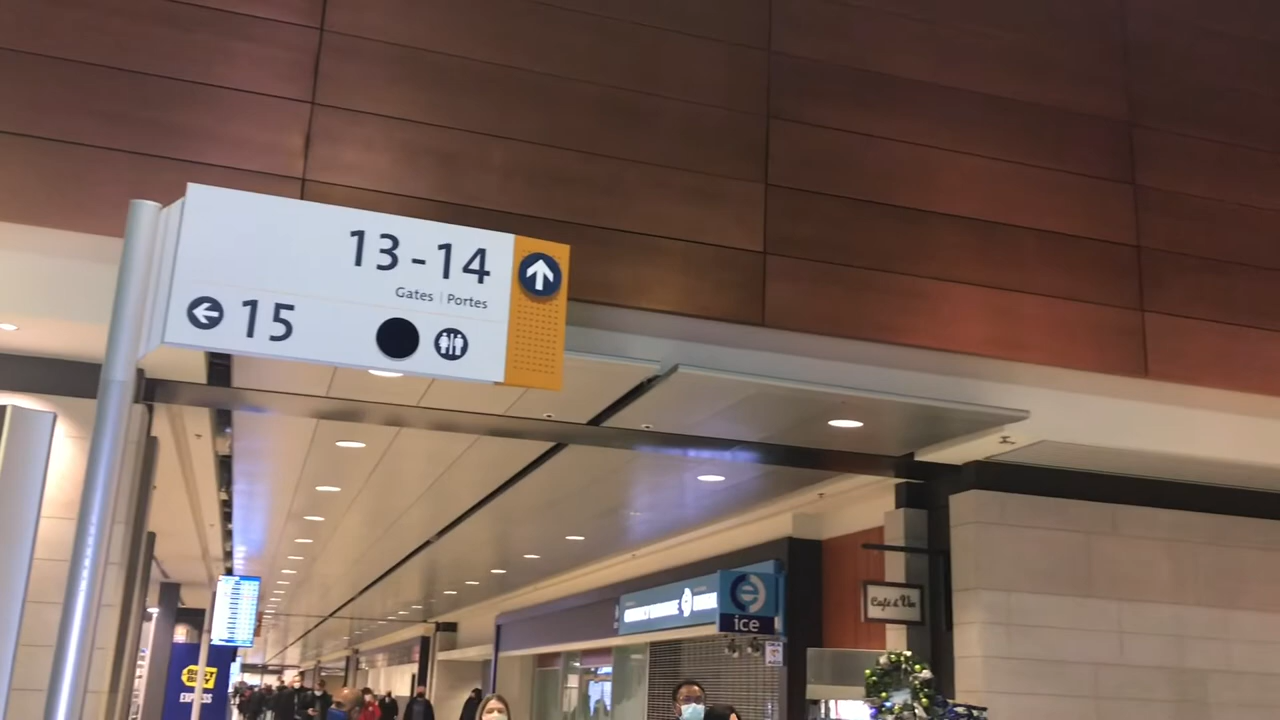 13-14
Gates | Portes
15
BEST BUY
EXPRESS
ice
Café & Vin